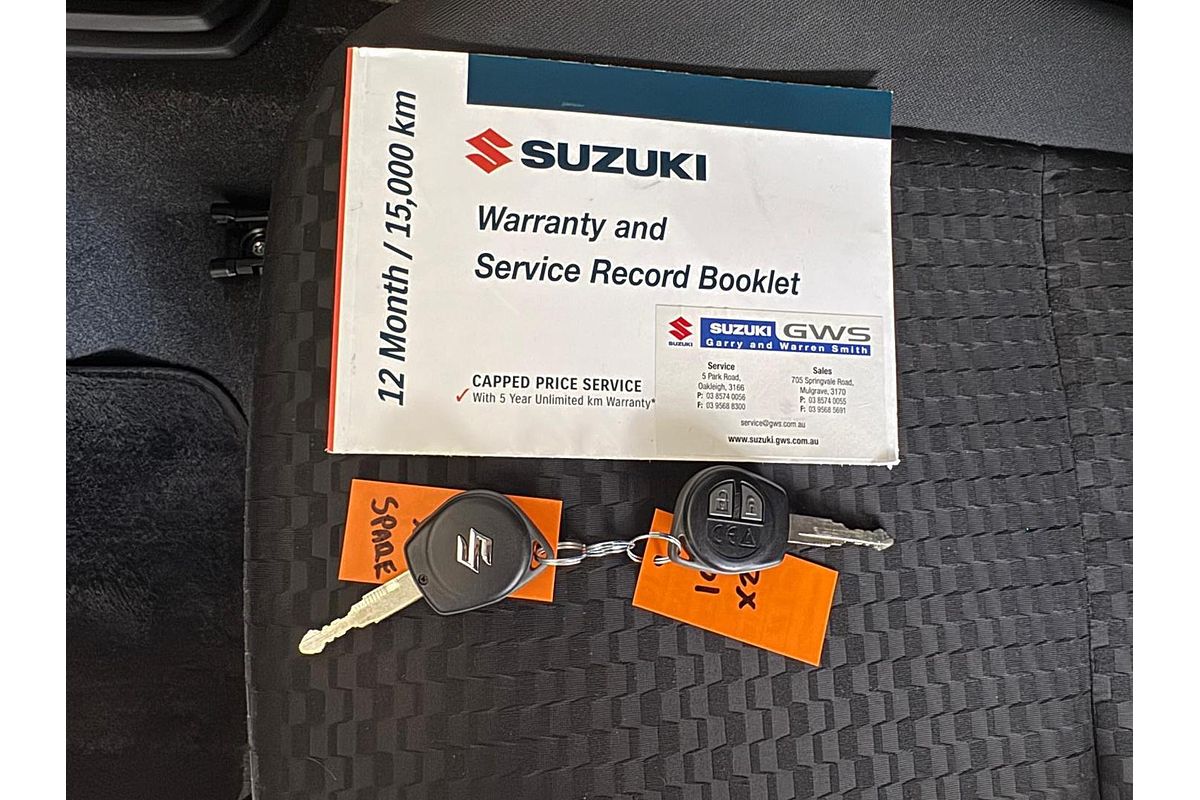 12 Month / 15,000 km
SUZUKI
Warranty and
Service Record Booklet
CAPPED PRICE SERVICE
✓ With 5 Year Unlimited km Warranty*
SUZUKI
SUZUKI GWS
Garry and Warren Smith
Service
5 Park Road,
Oakleigh, 3166
P: 03 8574 0056
F: 03 9568 8300
Sales
705 Springvale Road,
Mulgrave, 3170
P: 03 8574 0055
F: 03 9568 5691
service@gws.com.au
www.suzuki.gws.com.au
SPARE
CE